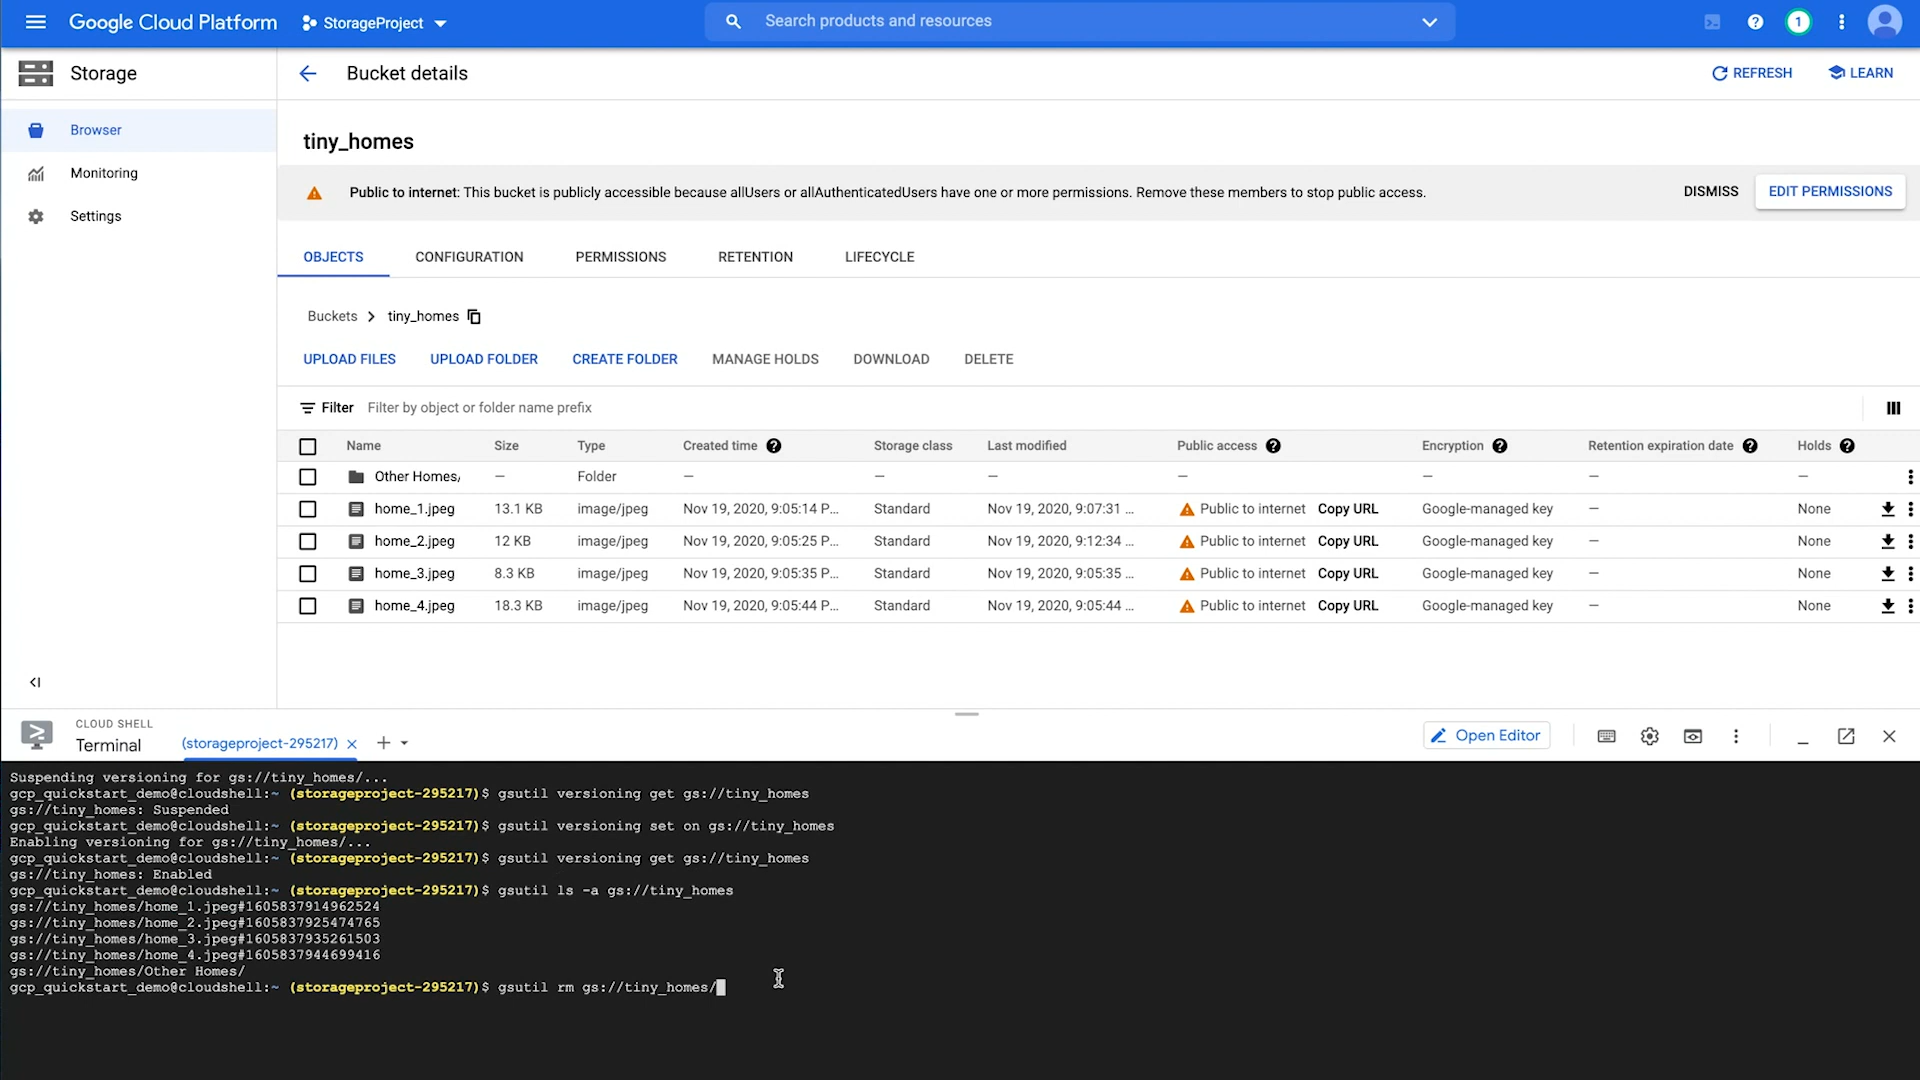 Google Cloud Platform StorageProject Search products and resources ? 1
Storage Bucket details REFRESH LEARN
Browser
Monitoring
Settings
tiny_homes
Public to internet: This bucket is publicly accessible because allUsers or allAuthenticatedUsers have one or more permissions. Remove these members to stop public access. DISMISS EDIT PERMISSIONS
OBJECTS CONFIGURATION PERMISSIONS RETENTION LIFECYCLE
Buckets > tiny_homes
UPLOAD FILES UPLOAD FOLDER CREATE FOLDER MANAGE HOLDS DOWNLOAD DELETE
Filter Filter by object or folder name prefix
Name Size Type Created time ? Storage class Last modified Public access ? Encryption ? Retention expiration date ? Holds ?
Other Homes/ — Folder — — — — — — —
home_1.jpeg 13.1 KB image/jpeg Nov 19, 2020, 9:05:14 P... Standard Nov 19, 2020, 9:07:31 ... Public to internet Copy URL Google-managed key — None
home_2.jpeg 12 KB image/jpeg Nov 19, 2020, 9:05:25 P... Standard Nov 19, 2020, 9:12:34 ... Public to internet Copy URL Google-managed key — None
home_3.jpeg 8.3 KB image/jpeg Nov 19, 2020, 9:05:35 P... Standard Nov 19, 2020, 9:05:35 ... Public to internet Copy URL Google-managed key — None
home_4.jpeg 18.3 KB image/jpeg Nov 19, 2020, 9:05:44 P... Standard Nov 19, 2020, 9:05:44 ... Public to internet Copy URL Google-managed key — None
CLOUD SHELL
Terminal (storageproject-295217) × + Open Editor
Suspending versioning for gs://tiny_homes/...
gcp_quickstart_demo@cloudshell:~ (storageproject-295217)$ gsutil versioning get gs://tiny_homes
gs://tiny_homes: Suspended
gcp_quickstart_demo@cloudshell:~ (storageproject-295217)$ gsutil versioning set on gs://tiny_homes
Enabling versioning for gs://tiny_homes/...
gcp_quickstart_demo@cloudshell:~ (storageproject-295217)$ gsutil versioning get gs://tiny_homes
gs://tiny_homes: Enabled
gcp_quickstart_demo@cloudshell:~ (storageproject-295217)$ gsutil ls -a gs://tiny_homes
gs://tiny_homes/home_1.jpeg#1605837914962524
gs://tiny_homes/home_2.jpeg#1605837925474765
gs://tiny_homes/home_3.jpeg#1605837935261503
gs://tiny_homes/home_4.jpeg#1605837944699416
gs://tiny_homes/Other Homes/
gcp_quickstart_demo@cloudshell:~ (storageproject-295217)$ gsutil rm gs://tiny_homes/